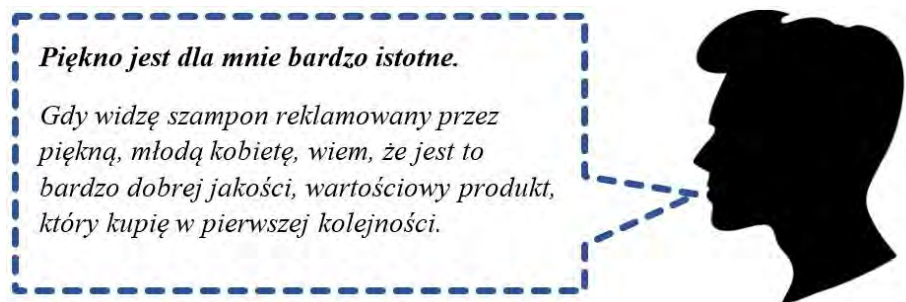 Piękno jest dla mnie bardzo istotne.
Gdy widzę szampon reklamowany przez
piękną, młodą kobietę, wiem, że jest to
bardzo dobrej jakości, wartościowy produkt,
który kupię w pierwszej kolejności.